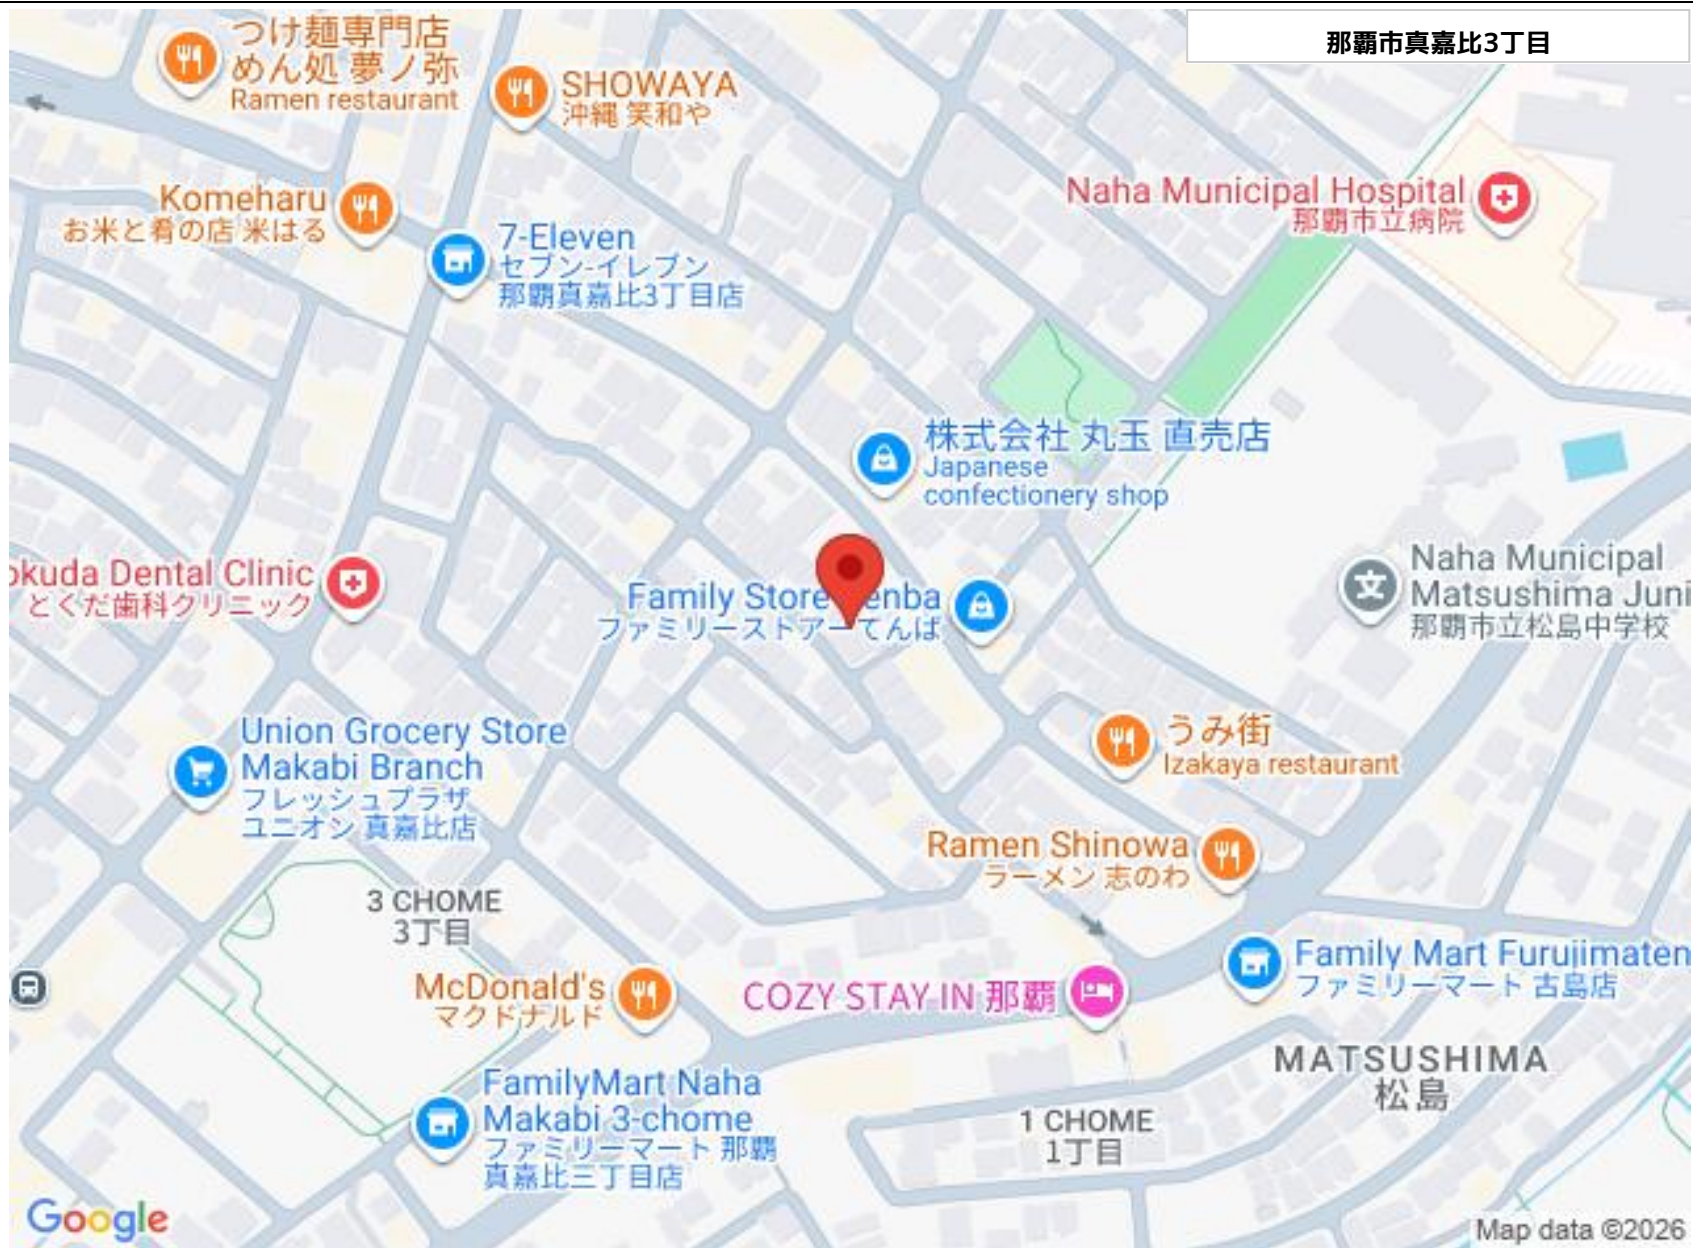 那覇市真嘉比3丁目
つけ麺専門店
めん処 夢ノ弥
Ramen restaurant
SHOWAYA
沖縄 笑和や
Komeharu
お米と肴の店 米はる
7-Eleven
セブン-イレブン
那覇真嘉比3丁目店
Naha Municipal Hospital
那覇市立病院
株式会社 丸玉 直売店
Japanese
confectionery shop
okuda Dental Clinic
とくだ歯科クリニック
Family Store
ファミリーストアーてんば
Naha Municipal
Matsushima Juni
那覇市立松島中学校
Union Grocery Store
Makabi Branch
フレッシュプラザ
ユニオン 真嘉比店
うみ街
Izakaya restaurant
Ramen Shinowa
ラーメン 志のわ
3 CHOME
3丁目
McDonald's
マクドナルド
COZY STAY IN 那覇
Family Mart Furujimaten
ファミリーマート 古島店
FamilyMart Naha
Makabi 3-chome
ファミリーマート 那覇
真嘉比三丁目店
MATSUSHIMA
松島
1 CHOME
1丁目
Google
Map data ©2026